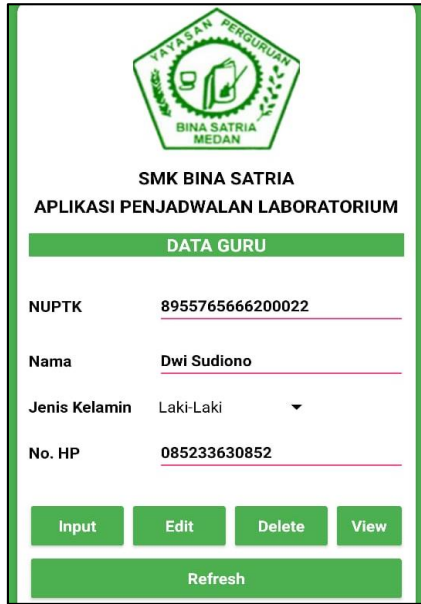 YAYASAN PERGURUAN
BINA SATRIA
MEDAN
SMK BINA SATRIA
APLIKASI PENJADWALAN LABORATORIUM
DATA GURU
NUPTK 8955765666200022
Nama Dwi Sudiono
Jenis Kelamin Laki-Laki
No. HP 085233630852
Input Edit Delete View
Refresh